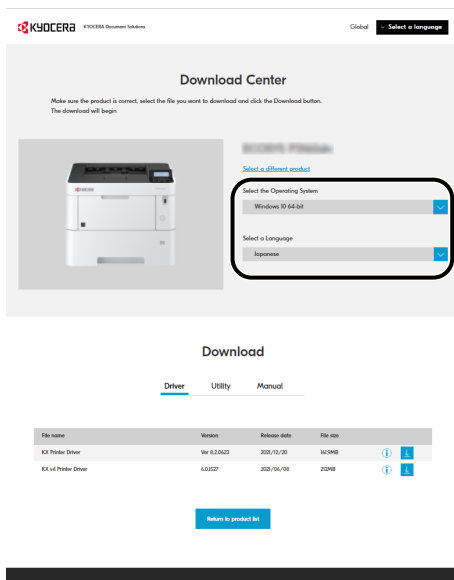 KYOCERA KYOCERA Document Solutions Global Select a language
Download Center
Make sure the product is correct, select the file you want to download and click the Download button.
The download will begin
Select a different product
Select the Operating System
Windows 10 64-bit
Select a Language
Japanese
Download
Driver Utility Manual
File name Version Release date File size
KX Printer Driver Ver 8.2.0623 2021/12/20 161.9MB
KX v4 Printer Driver 6.0.1527 2021/06/08 212MB
Return to product list